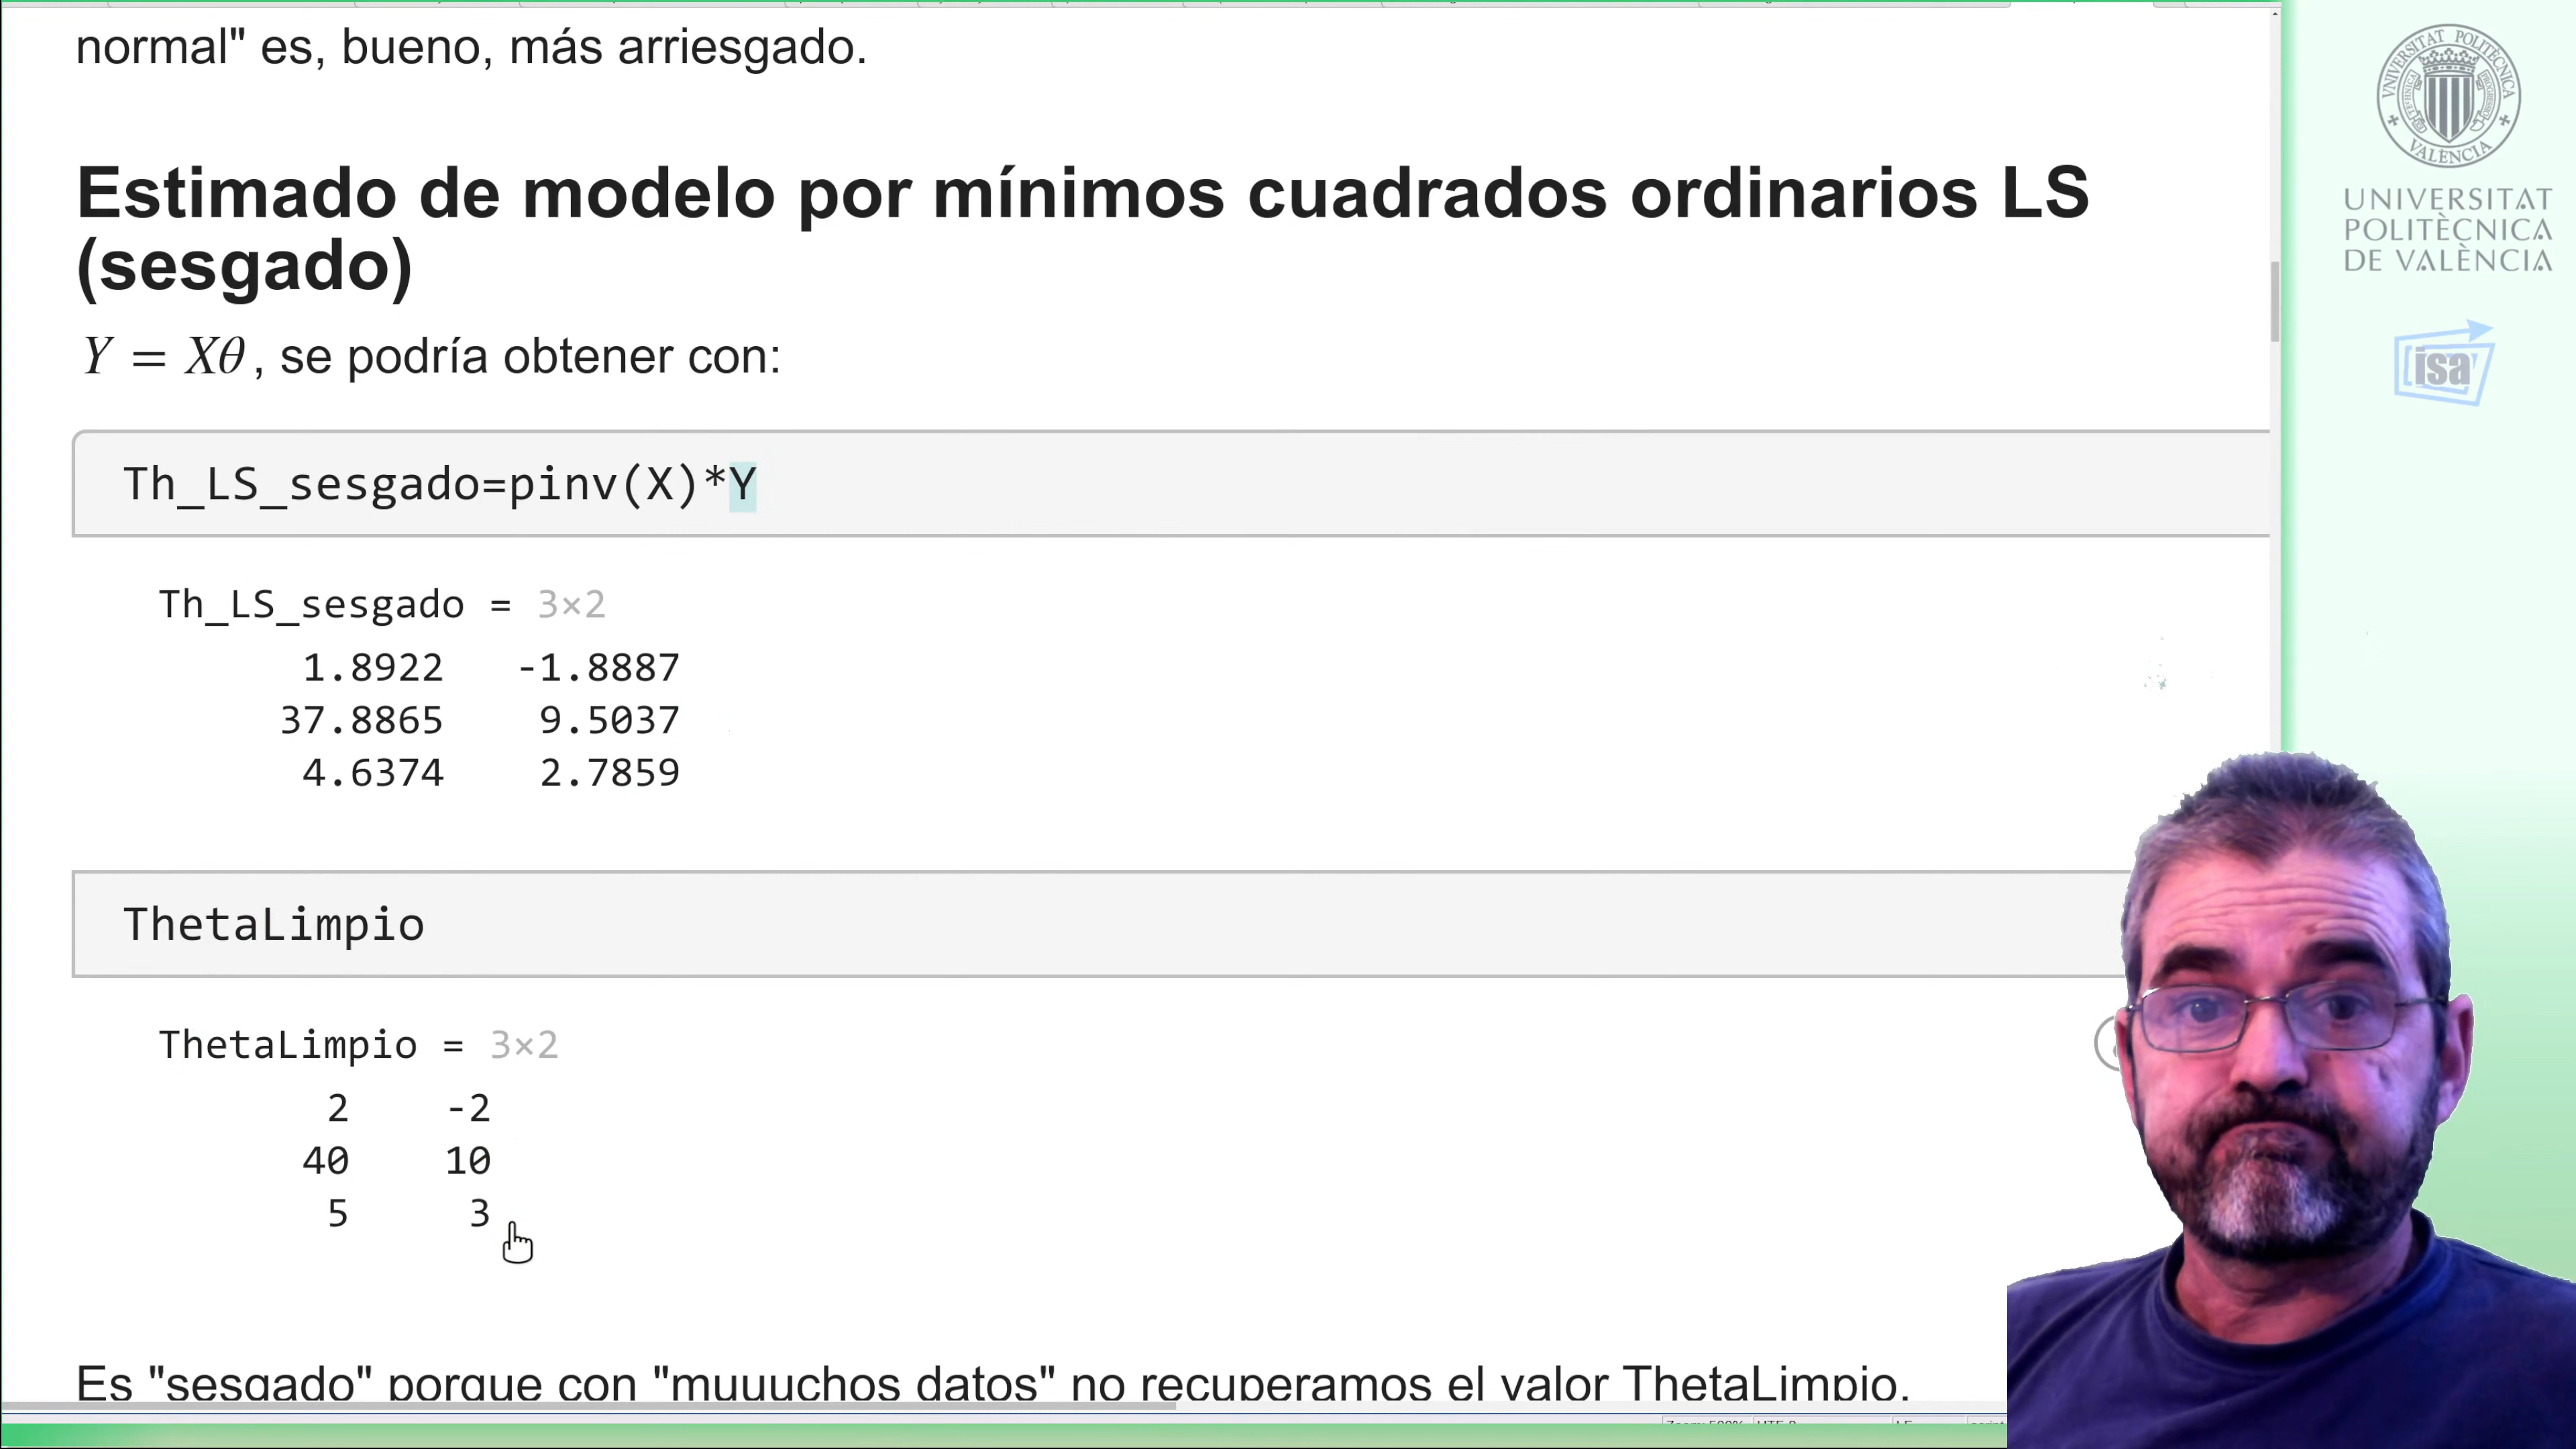 normal" es, bueno, más arriesgado.
Estimado de modelo por mínimos cuadrados ordinarios LS
(sesgado)
Y = Xθ, se podría obtener con:
Th_LS_sesgado=pinv(X)*Y
Th_LS_sesgado = 3×2
1.8922 -1.8887
37.8865 9.5037
4.6374 2.7859
ThetaLimpio
ThetaLimpio = 3×2
2 -2
40 10
5 3
Es "sesgado" porque con "muuuchos datos" no recuperamos el valor ThetaLimpio.
UNIVERSITAT POLITÈCNICA
VALÈNCIA
UNIVERSITAT
POLITÈCNICA
DE VALÈNCIA
isa